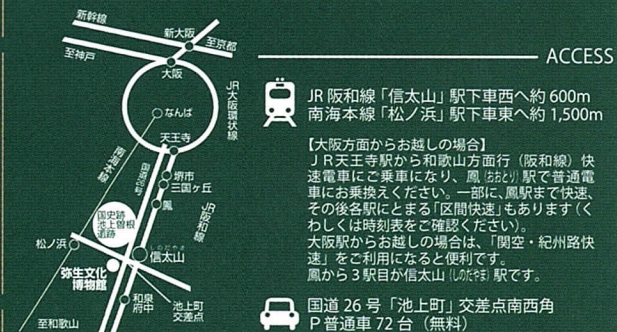 新幹線
新大阪
至京都
至神戸
大阪
JR大阪環状線
なんば
天王寺
南海本線
国道26号
堺市
三国ヶ丘
鳳
JR阪和線
国史跡
池上曽根
遺跡
松ノ浜
しのだやま
信太山
弥生文化
博物館
和泉
府中
池上町
交差点
至和歌山
ACCESS
JR阪和線「信太山」駅下車西へ約600m
南海本線「松ノ浜」駅下車東へ約1,500m
【大阪方面からお越しの場合】
JR天王寺駅から和歌山方面行（阪和線）快
速電車にご乗車になり、鳳（おおとり）駅で普通電
車にお乗換えください。一部に、鳳駅まで快速、
その後各駅にとまる「区間快速」もあります（く
わしくは時刻表をご確認ください）。
大阪駅からお越しの場合は、「関空・紀州路快
速」をご利用になると便利です。
鳳から3駅目が信太山（しのだやま）駅です。
国道26号「池上町」交差点南西角
P普通車72台（無料）